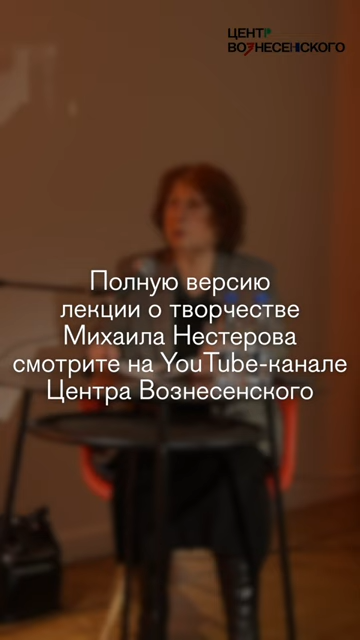 ЦЕНТР
ВОЗНЕСЕНСКОГО
Полную версию
лекции о творчестве
Михаила Нестерова
смотрите на YouTube-канале
Центра Вознесенского